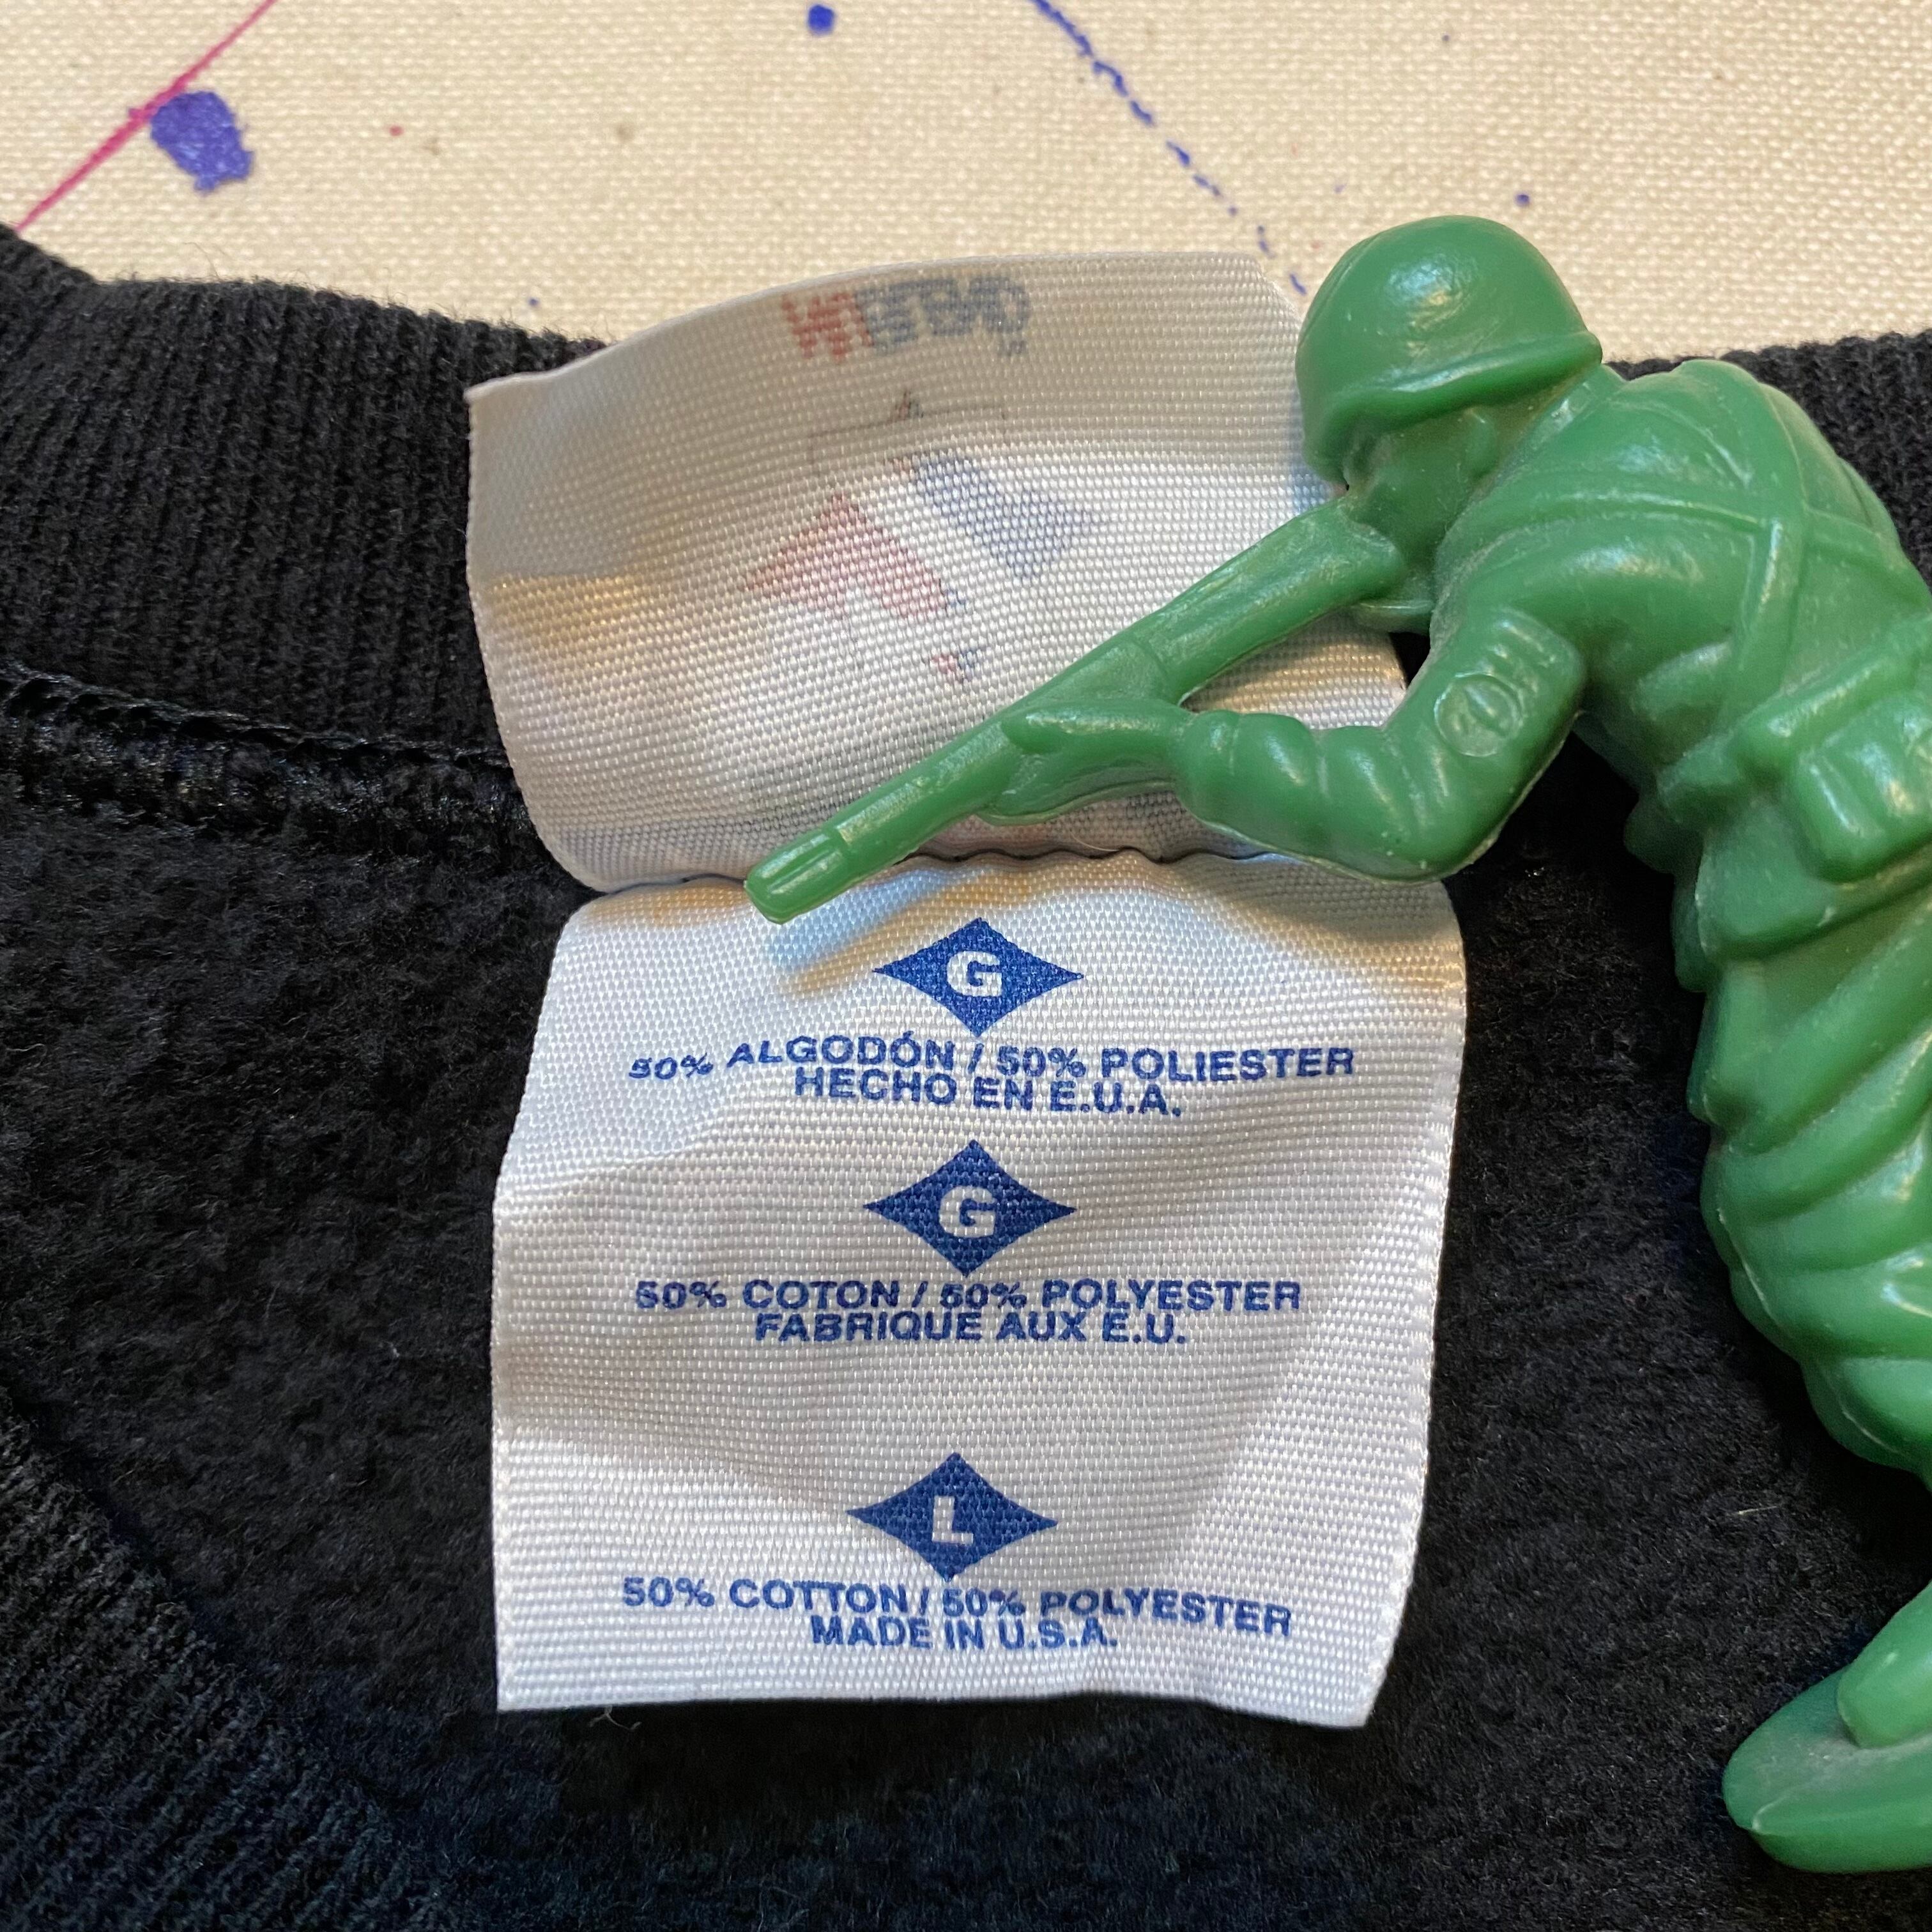 G
50% ALGODÓN / 50% POLIESTER
HECHO EN E.U.A.
G
50% COTON / 50% POLYESTER
FABRIQUE AUX E.U.
L
50% COTTON / 50% POLYESTER
MADE IN U.S.A.